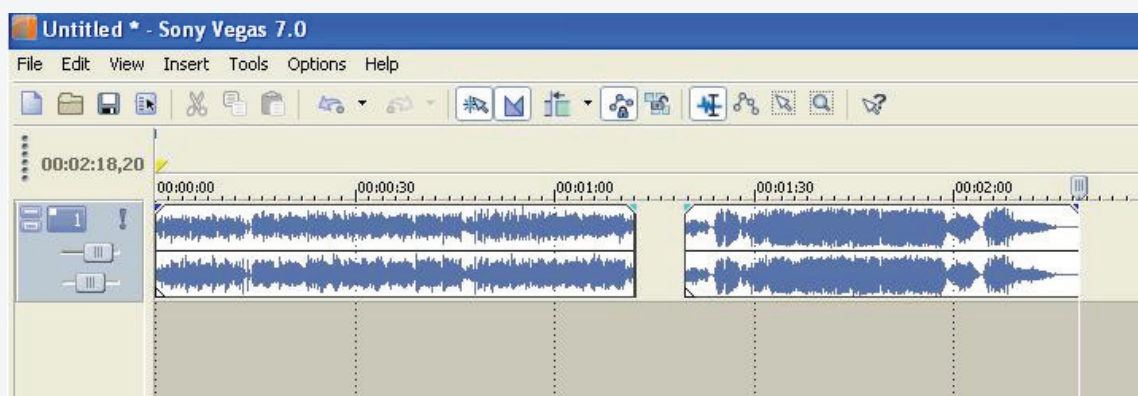 Untitled * - Sony Vegas 7.0
File Edit View Insert Tools Options Help
00:02:18,20
00:00:00 00:00:30 00:01:00 00:01:30 00:02:00
1